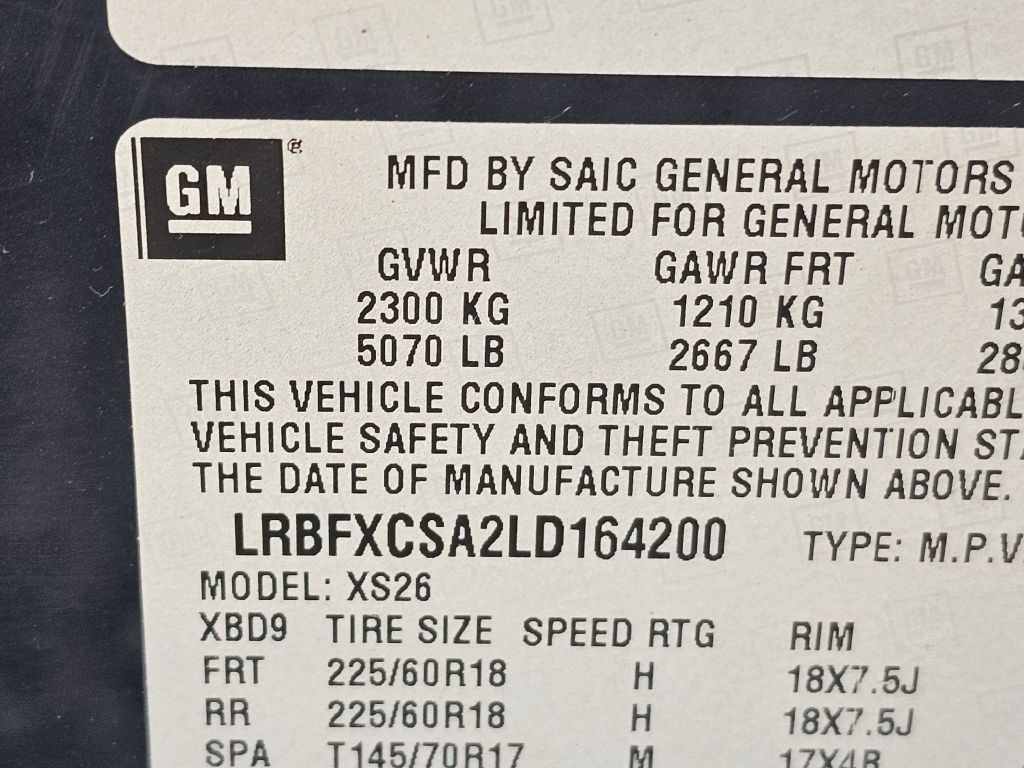 GM ®
MFD BY SAIC GENERAL MOTORS
LIMITED FOR GENERAL
GVWR GAWR FRT
2300 KG 1210 KG
5070 LB 2667 LB
THIS VEHICLE CONFORMS TO ALL
VEHICLE SAFETY AND THEFT PREVENTION
THE DATE OF MANUFACTURE SHOWN ABOVE.
LRBFXCSA2LD164200 TYPE: M.P.V
MODEL: XS26
XBD9 TIRE SIZE SPEED RTG RIM
FRT 225/60R18 H 18X7.5J
RR 225/60R18 H 18X7.5J
SPA T145/70R17 M 17X4B